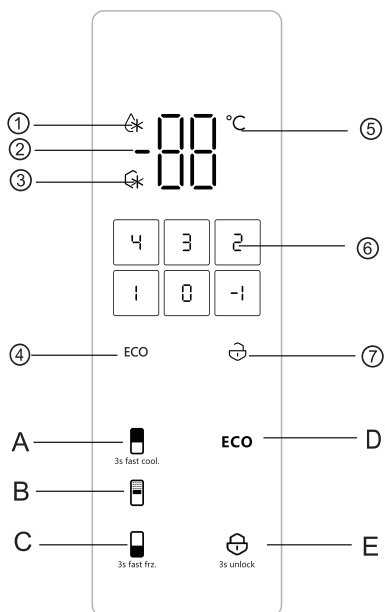 ①
②
-88
°C
⑤
③
4 3 2
⑥
1 0 -1
④
ECO
⑦
A
3s fast cool.
ECO
D
B
C
3s fast frz.
3s unlock
E